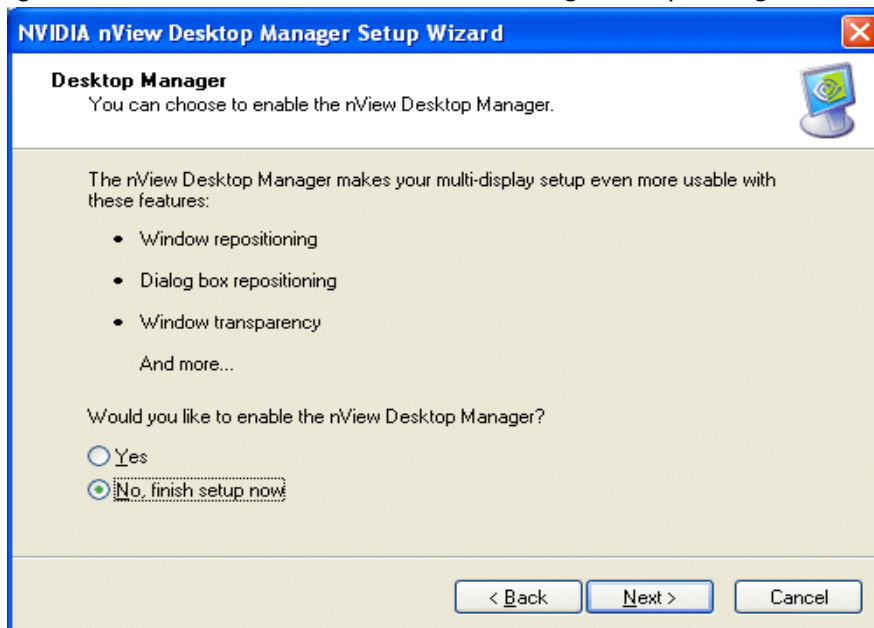 NVIDIA nView Desktop Manager Setup Wizard
Desktop Manager
You can choose to enable the nView Desktop Manager.
The nView Desktop Manager makes your multi-display setup even more usable with
these features:
• Window repositioning
• Dialog box repositioning
• Window transparency
And more...
Would you like to enable the nView Desktop Manager?
Yes
No, finish setup now
< Back
Next >
Cancel